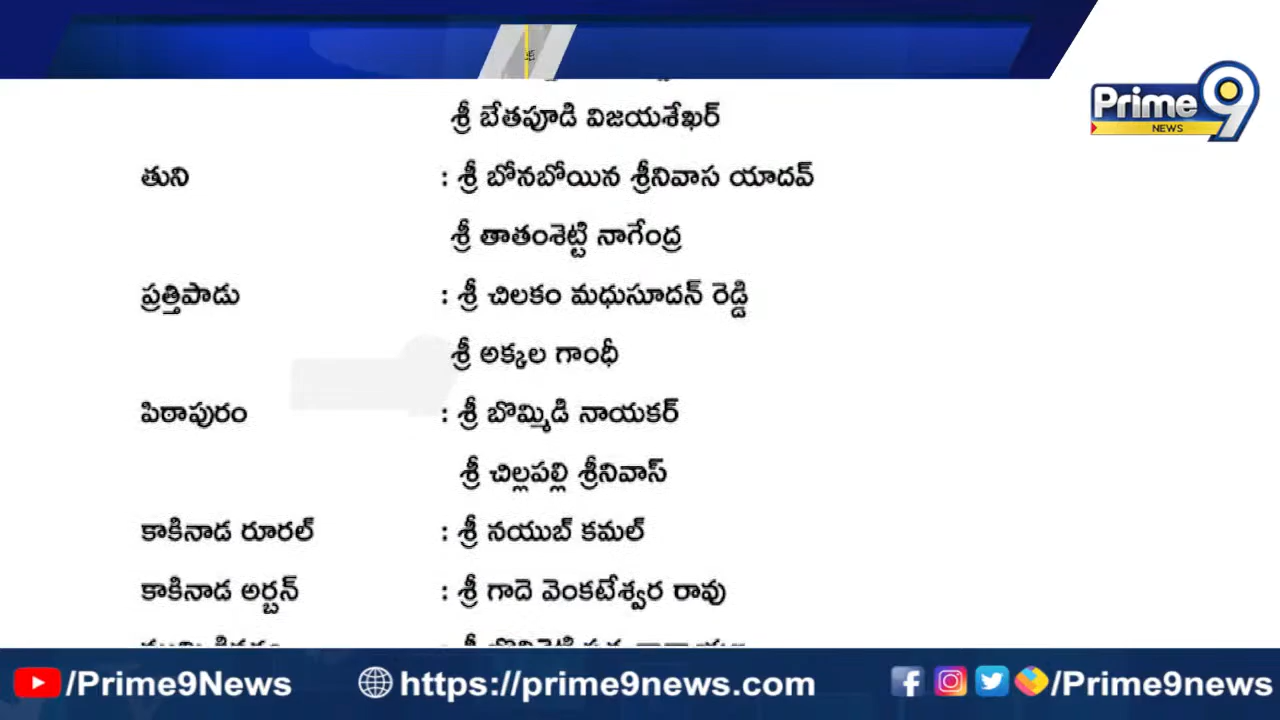 Prime9
NEWS
శ్రీ బేతపూడి విజయశేఖర్
తుని : శ్రీ బోనబోయిన శ్రీనివాస యాదవ్
శ్రీ తాతంశెట్టి నాగేంద్ర
ప్రత్తిపాడు : శ్రీ చిలకం మధుసూదన్ రెడ్డి
శ్రీ అక్కల గాంధీ
పిఠాపురం : శ్రీ బొమ్మిడి నాయకర్
శ్రీ చిల్లపల్లి శ్రీనివాస్
కాకినాడ రూరల్ : శ్రీ నయుబ్ కమల్
కాకినాడ అర్బన్ : శ్రీ గాదె వెంకటేశ్వర రావు
/Prime9News https://prime9news.com /Prime9news